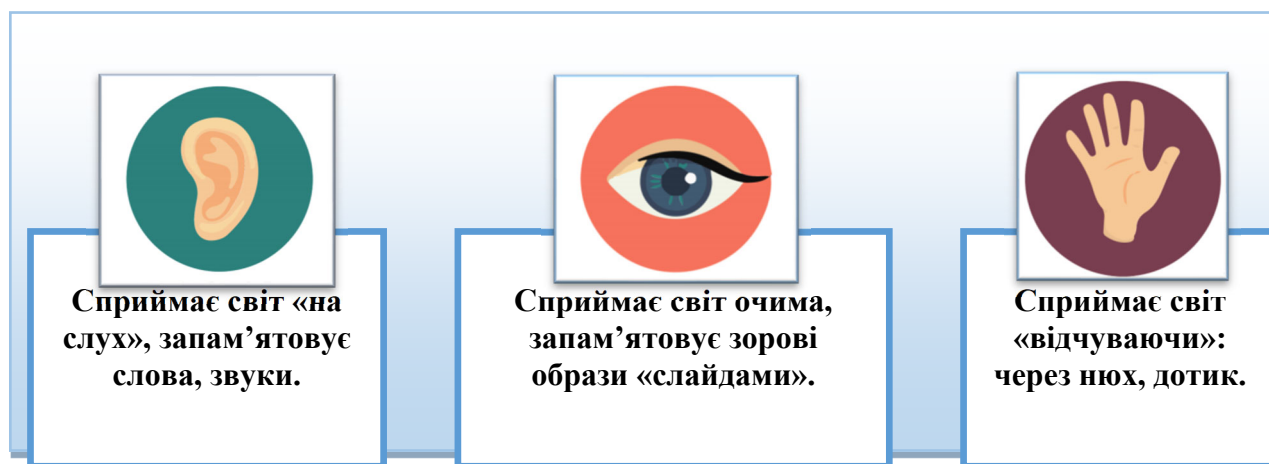 Сприймає світ «на
слух», запам’ятовує
слова, звуки.
Сприймає світ очима,
запам’ятовує зорові
образи «слайдами».
Сприймає світ
«відчуваючи»:
через нюх, дотик.